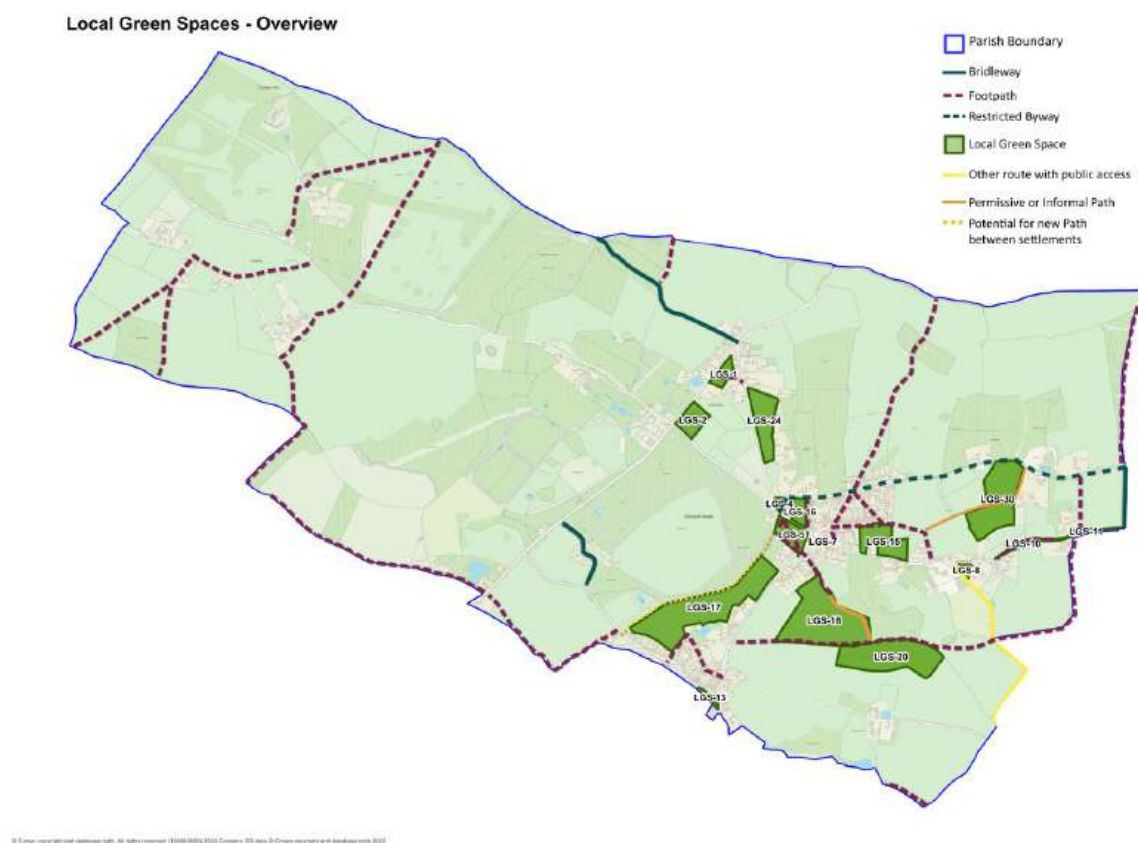 Local Green Spaces - Overview
Parish Boundary
Bridleway
Footpath
Restricted Byway
Local Green Space
Other route with public access
Permissive or Informal Path
Potential for new Path
between settlements
LGS-1
LGS-2
LGS-24
LGS-4
LGS-16
LGS-7
LGS-15
LGS-10
LGS-11
LGS-8
LGS-17
LGS-18
LGS-20
LGS-13